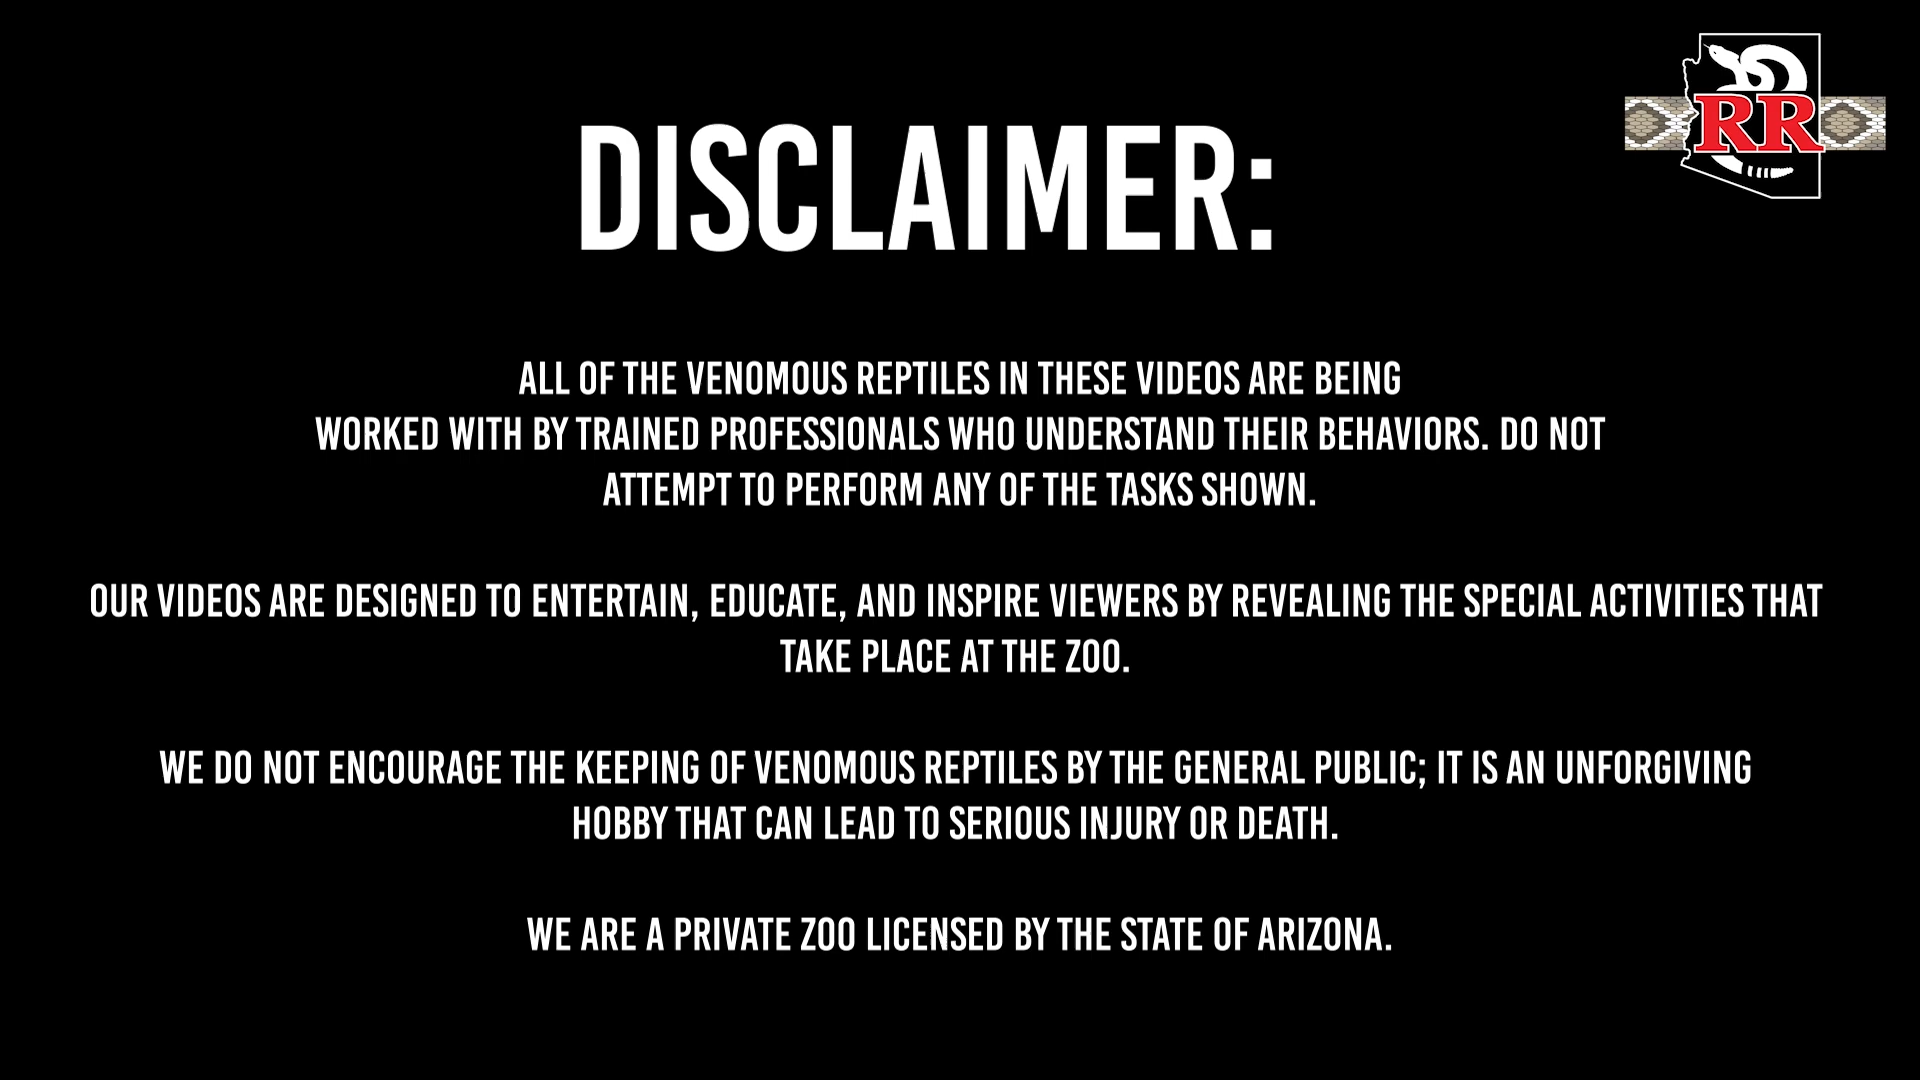 RR
DISCLAIMER:
ALL OF THE VENOMOUS REPTILES IN THESE VIDEOS ARE BEING
WORKED WITH BY TRAINED PROFESSIONALS WHO UNDERSTAND THEIR BEHAVIORS. DO NOT
ATTEMPT TO PERFORM ANY OF THE TASKS SHOWN.
OUR VIDEOS ARE DESIGNED TO ENTERTAIN, EDUCATE, AND INSPIRE VIEWERS BY REVEALING THE SPECIAL ACTIVITIES THAT
TAKE PLACE AT THE ZOO.
WE DO NOT ENCOURAGE THE KEEPING OF VENOMOUS REPTILES BY THE GENERAL PUBLIC; IT IS AN UNFORGIVING
HOBBY THAT CAN LEAD TO SERIOUS INJURY OR DEATH.
WE ARE A PRIVATE ZOO LICENSED BY THE STATE OF ARIZONA.